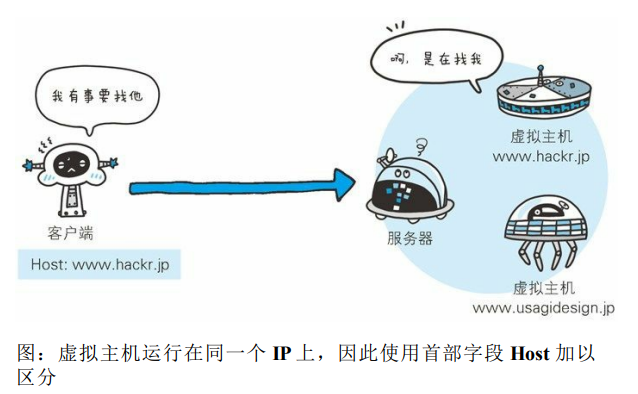 啊，是在找我
我有事要找他
虚拟主机
www.hackr.jp
客户端
服务器
Host: www.hackr.jp
虚拟主机
www.usagidesign.jp
图：虚拟主机运行在同一个 IP 上，因此使用首部字段 Host 加以
区分